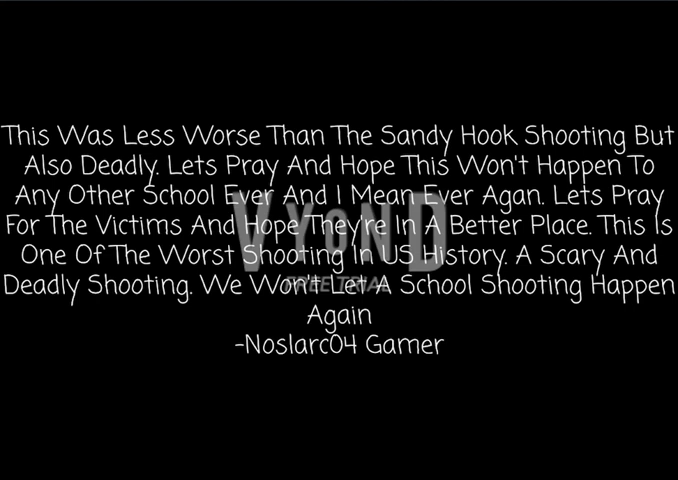 This Was Less Worse Than The Sandy Hook Shooting But
Also Deadly. Lets Pray And Hope This Won't Happen To
Any Other School Ever And I Mean Ever Agan. Lets Pray
For The Victims And Hope They're In A Better Place. This Is
One Of The Worst Shooting In US History. A Scary And
Deadly Shooting. We Won't Let A School Shooting Happen
Again
-Noslarc04 Gamer
VYOND
FREE TRIAL